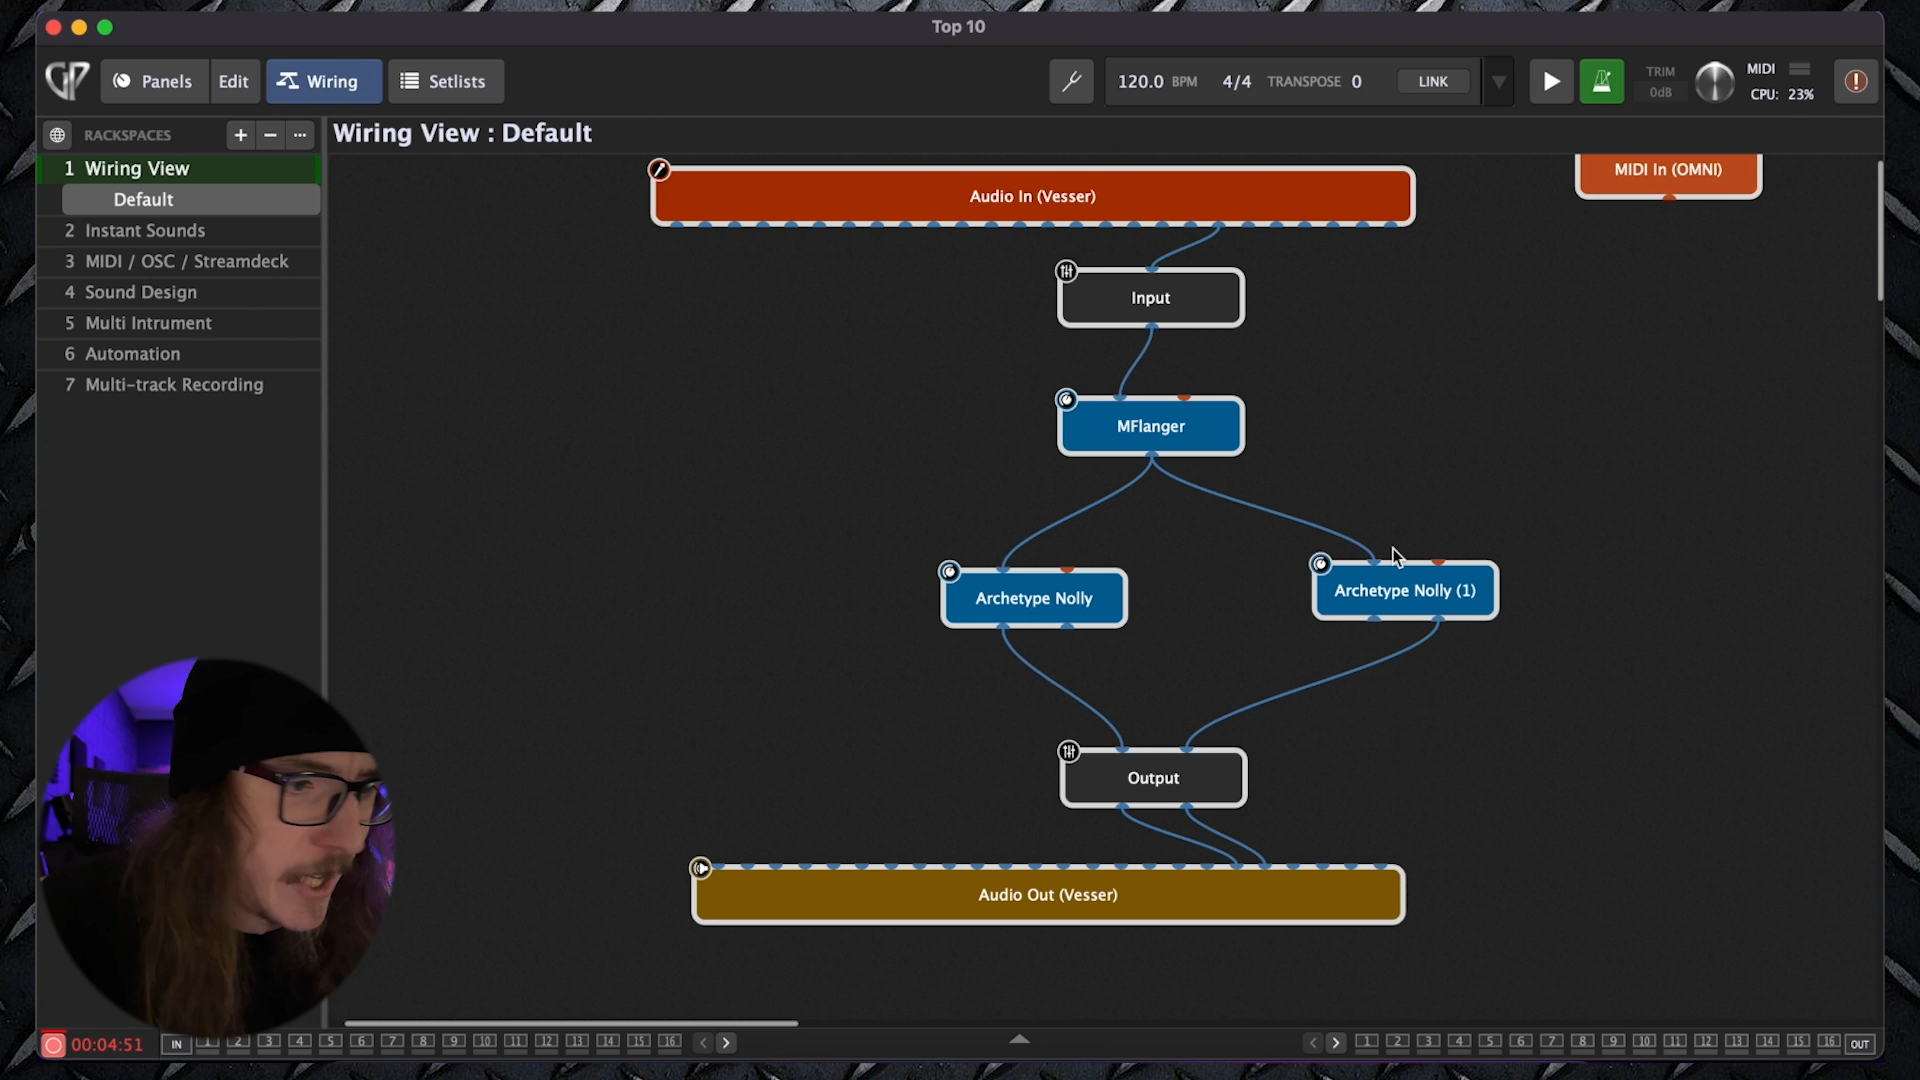 Top 10
GP
Panels
Edit
Wiring
Setlists
120.0 BPM 4/4 TRANSPOSE 0 LINK
TRIM
0dB
MIDI
CPU: 23%
RACKSPACES + − ...
Wiring View : Default
1 Wiring View
Default
2 Instant Sounds
3 MIDI / OSC / Streamdeck
4 Sound Design
5 Multi Intrument
6 Automation
7 Multi-track Recording
Audio In (Vesser)
MIDI In (OMNI)
Input
MFlanger
Archetype Nolly
Archetype Nolly (1)
Output
Audio Out (Vesser)
00:04:51 IN 1 2 3 4 5 6 7 8 9 10 11 12 13 14 15 16 < > < > 1 2 3 4 5 6 7 8 9 10 11 12 13 14 15 16 OUT